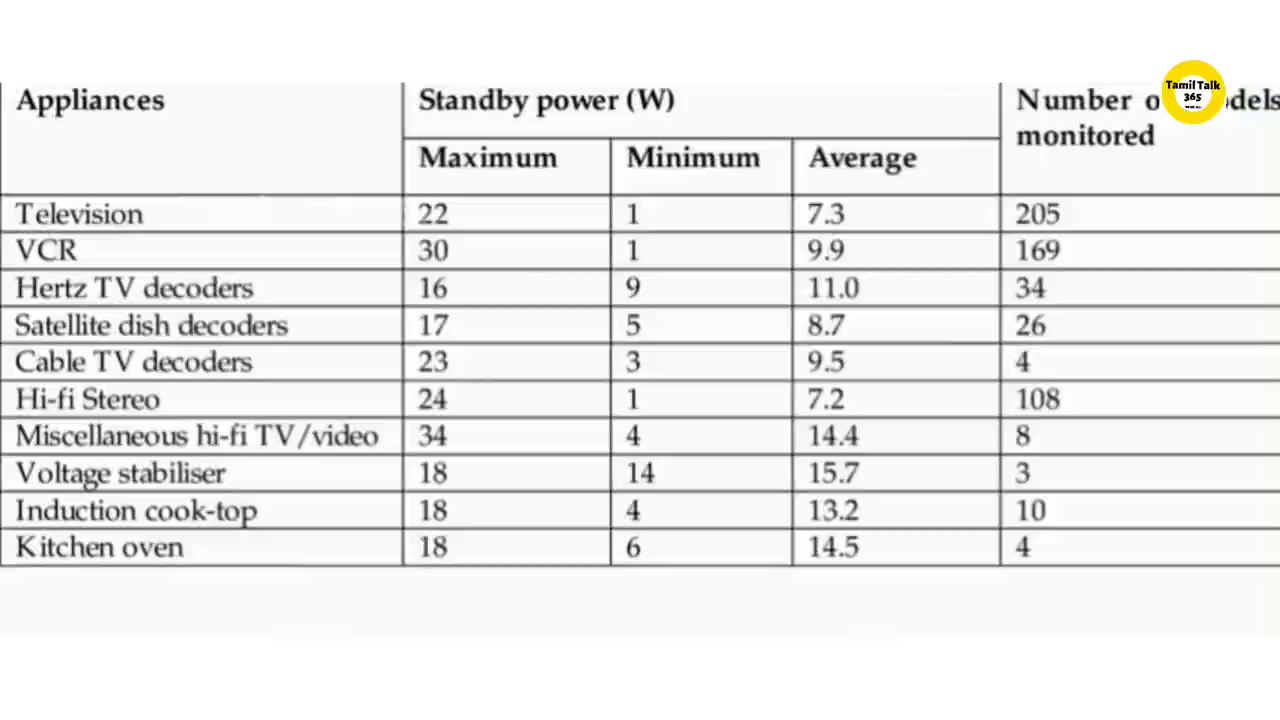 Appliances Standby power (W) Number o dels
monitored
Maximum Minimum Average
Television 22 1 7.3 205
VCR 30 1 9.9 169
Hertz TV decoders 16 9 11.0 34
Satellite dish decoders 17 5 8.7 26
Cable TV decoders 23 3 9.5 4
Hi-fi Stereo 24 1 7.2 108
Miscellaneous hi-fi TV/video 34 4 14.4 8
Voltage stabiliser 18 14 15.7 3
Induction cook-top 18 4 13.2 10
Kitchen oven 18 6 14.5 4
Tamil Talk
365